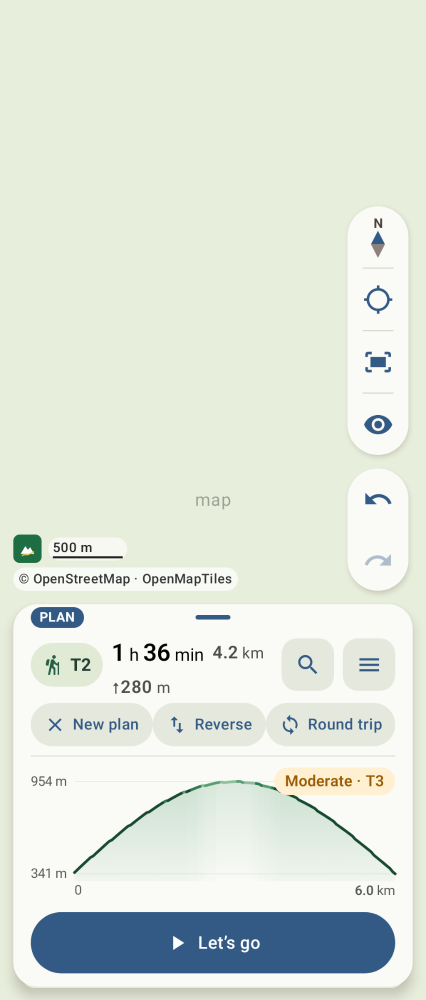 N
map
500 m
© OpenStreetMap · OpenMapTiles
PLAN
T2
1 h 36 min 4.2 km
↑280 m
New plan
Reverse
Round trip
954 m
Moderate · T3
341 m
0
6.0 km
Let’s go